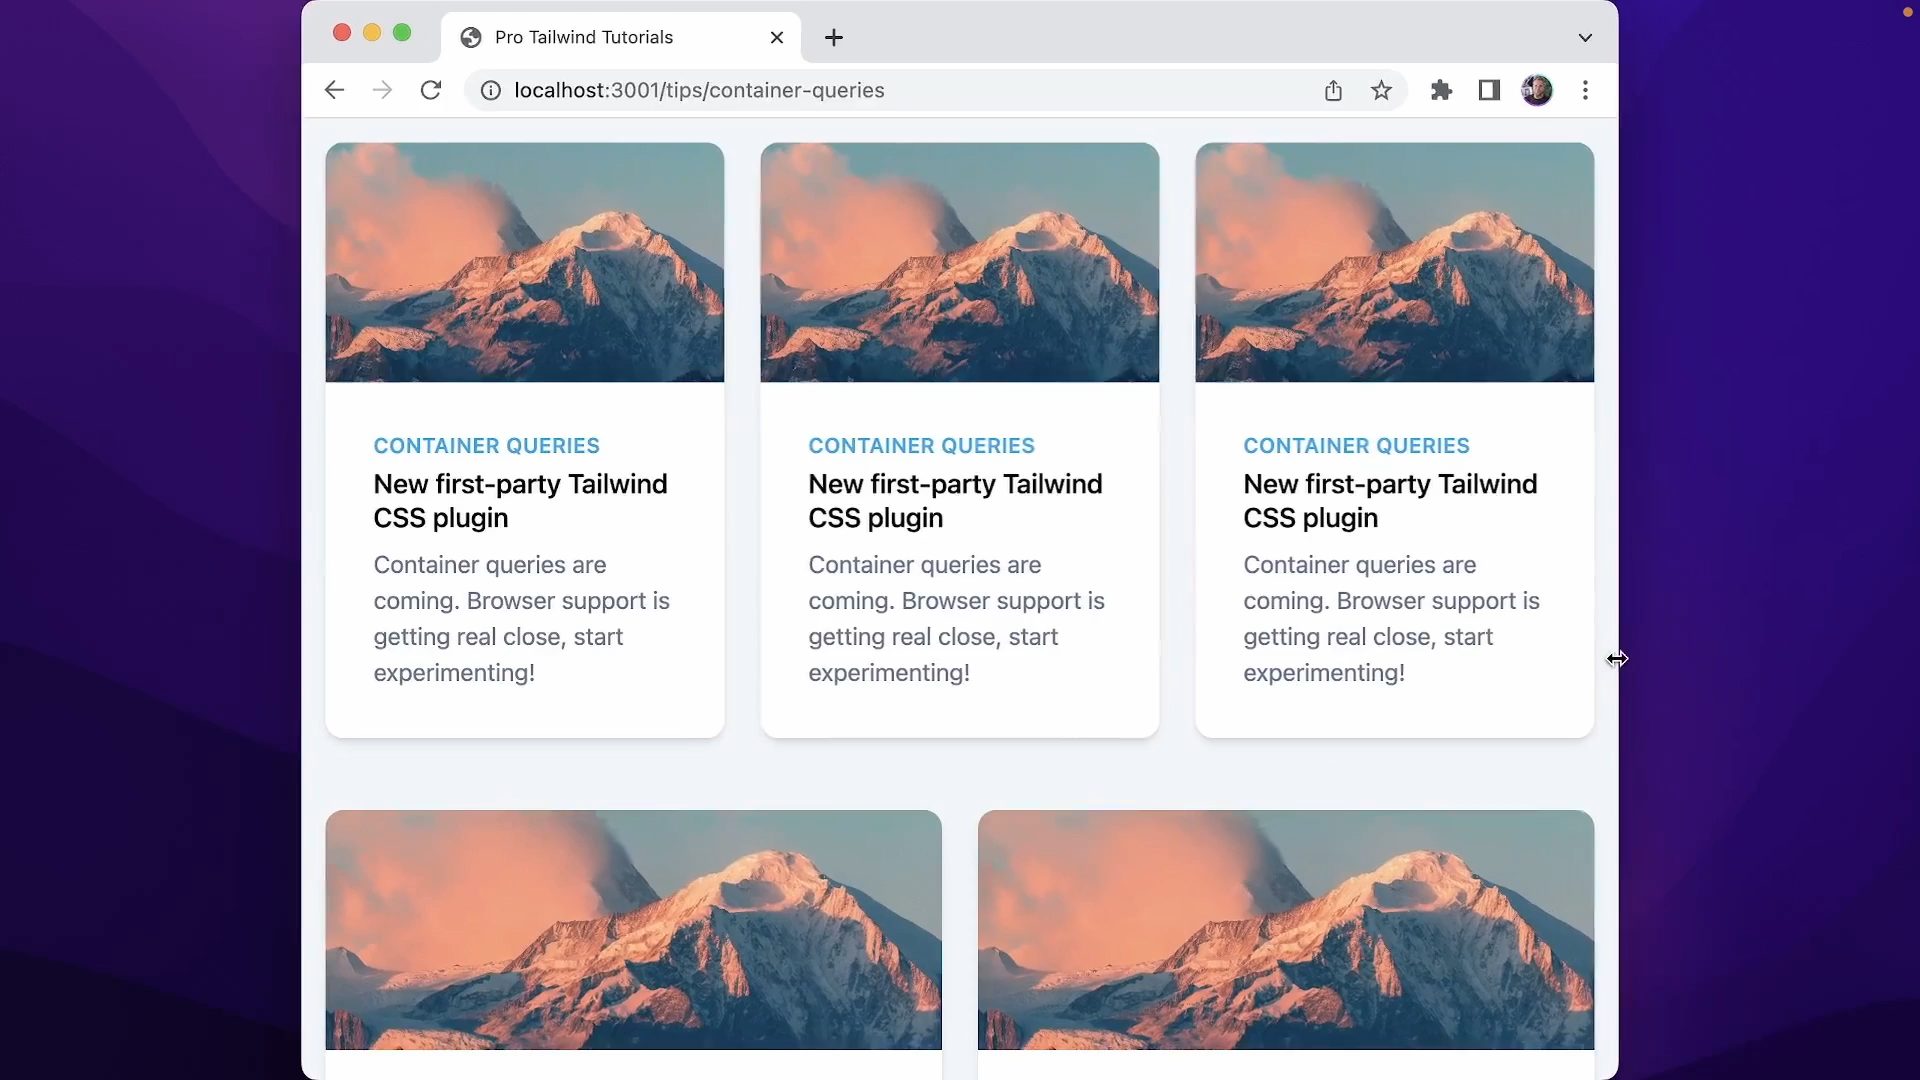 Pro Tailwind Tutorials
localhost:3001/tips/container-queries
CONTAINER QUERIES
New first-party Tailwind
CSS plugin
Container queries are
coming. Browser support is
getting real close, start
experimenting!
CONTAINER QUERIES
New first-party Tailwind
CSS plugin
Container queries are
coming. Browser support is
getting real close, start
experimenting!
CONTAINER QUERIES
New first-party Tailwind
CSS plugin
Container queries are
coming. Browser support is
getting real close, start
experimenting!